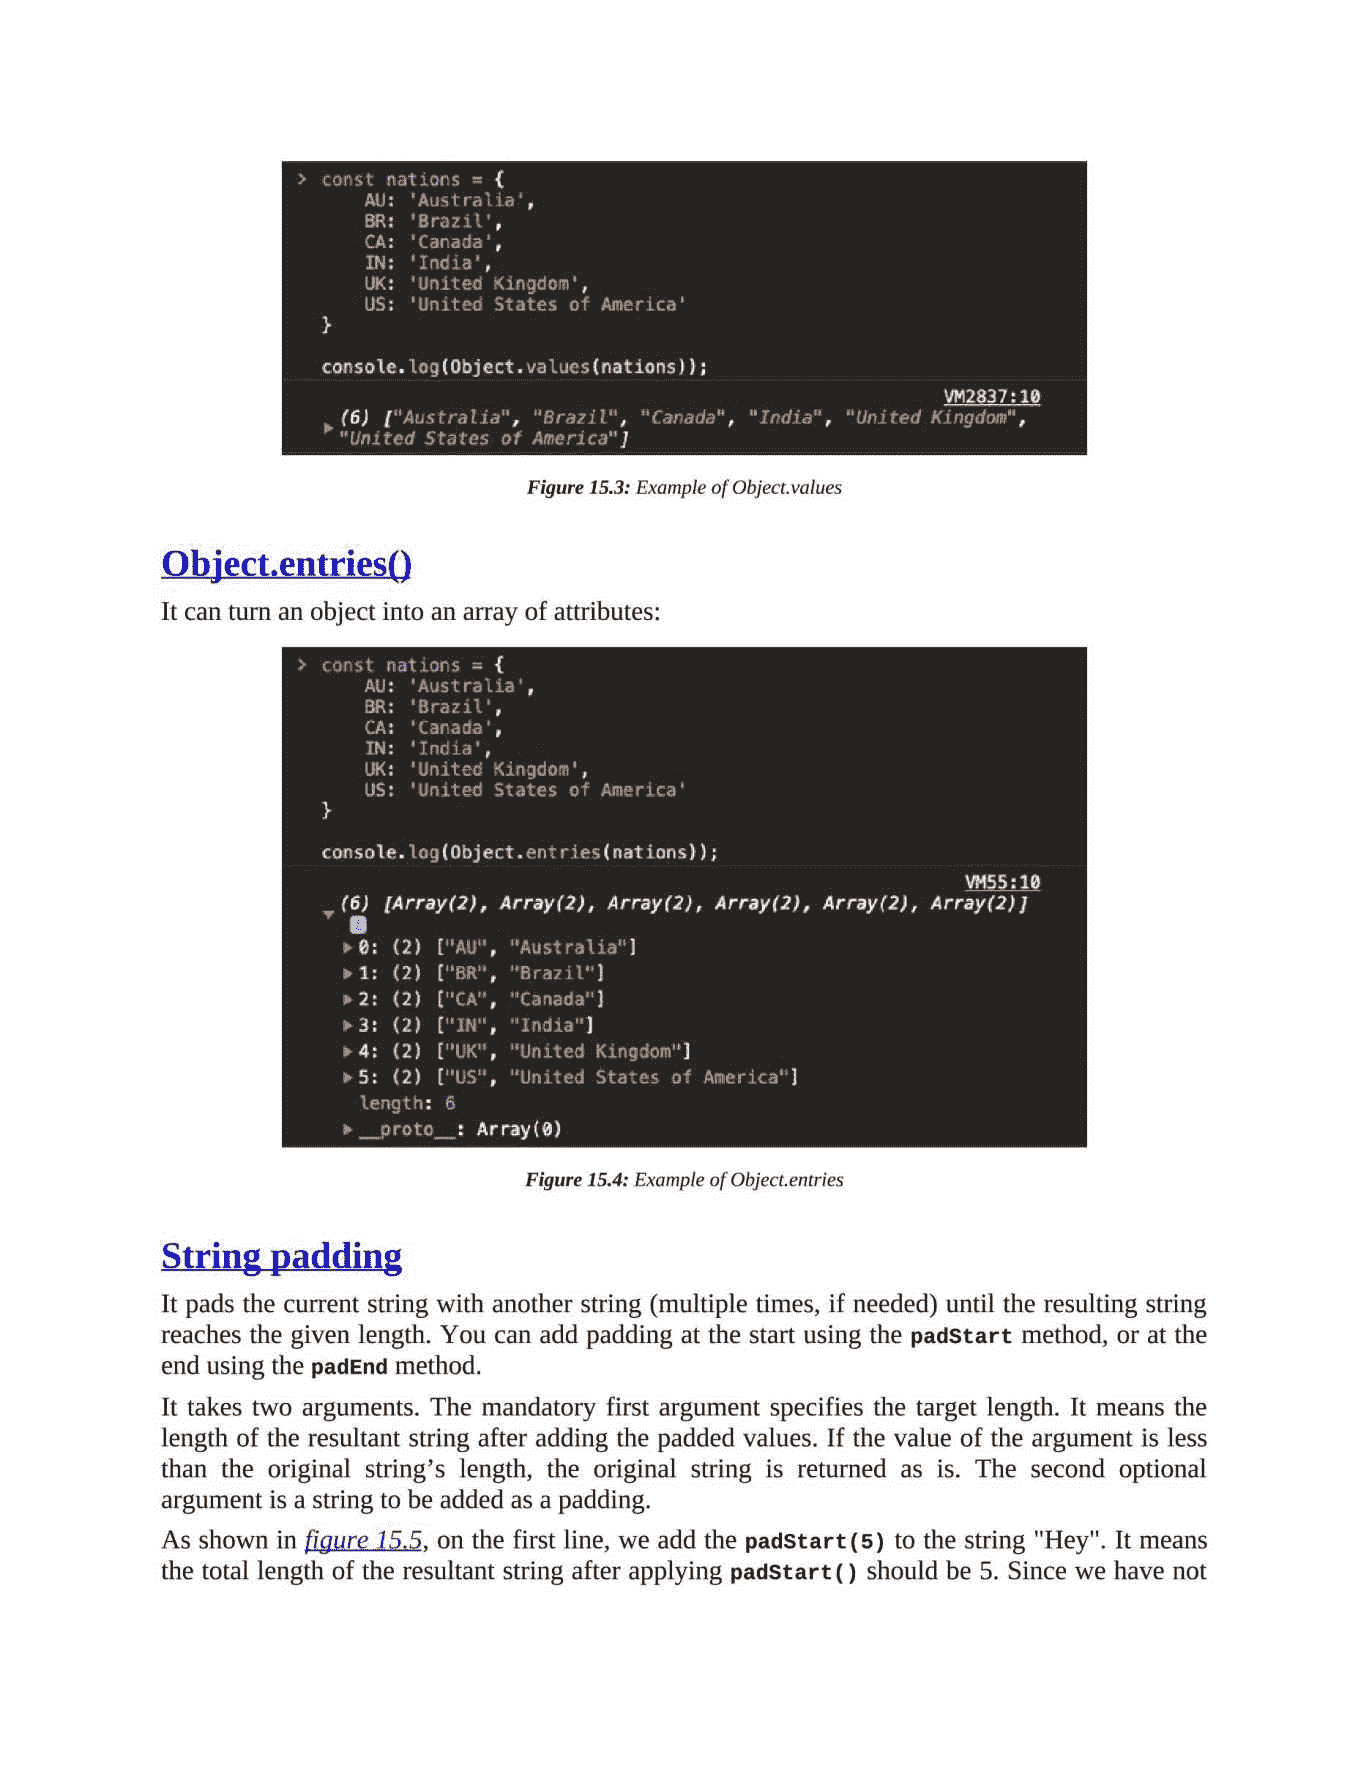 > const nations = {
AU: 'Australia',
BR: 'Brazil',
CA: 'Canada',
IN: 'India',
UK: 'United Kingdom',
US: 'United States of America'
}
console.log(Object.values(nations));
VM2837:10
(6) ["Australia", "Brazil", "Canada", "India", "United Kingdom",
"United States of America"]
Figure 15.3: Example of Object.values
Object.entries()
It can turn an object into an array of attributes:
> const nations = {
AU: 'Australia',
BR: 'Brazil',
CA: 'Canada',
IN: 'India',
UK: 'United Kingdom',
US: 'United States of America'
}
console.log(Object.entries(nations));
VM55:10
(6) [Array(2), Array(2), Array(2), Array(2), Array(2), Array(2)]
0: (2) ["AU", "Australia"]
1: (2) ["BR", "Brazil"]
2: (2) ["CA", "Canada"]
3: (2) ["IN", "India"]
4: (2) ["UK", "United Kingdom"]
5: (2) ["US", "United States of America"]
length: 6
__proto__: Array(0)
Figure 15.4: Example of Object.entries
String padding
It pads the current string with another string (multiple times, if needed) until the resulting string
reaches the given length. You can add padding at the start using the padStart method, or at the
end using the padEnd method.
It takes two arguments. The mandatory first argument specifies the target length. It means the
length of the resultant string after adding the padded values. If the value of the argument is less
than the original string’s length, the original string is returned as is. The second optional
argument is a string to be added as a padding.
As shown in figure 15.5, on the first line, we add the padStart(5) to the string "Hey". It means
the total length of the resultant string after applying padStart() should be 5. Since we have not